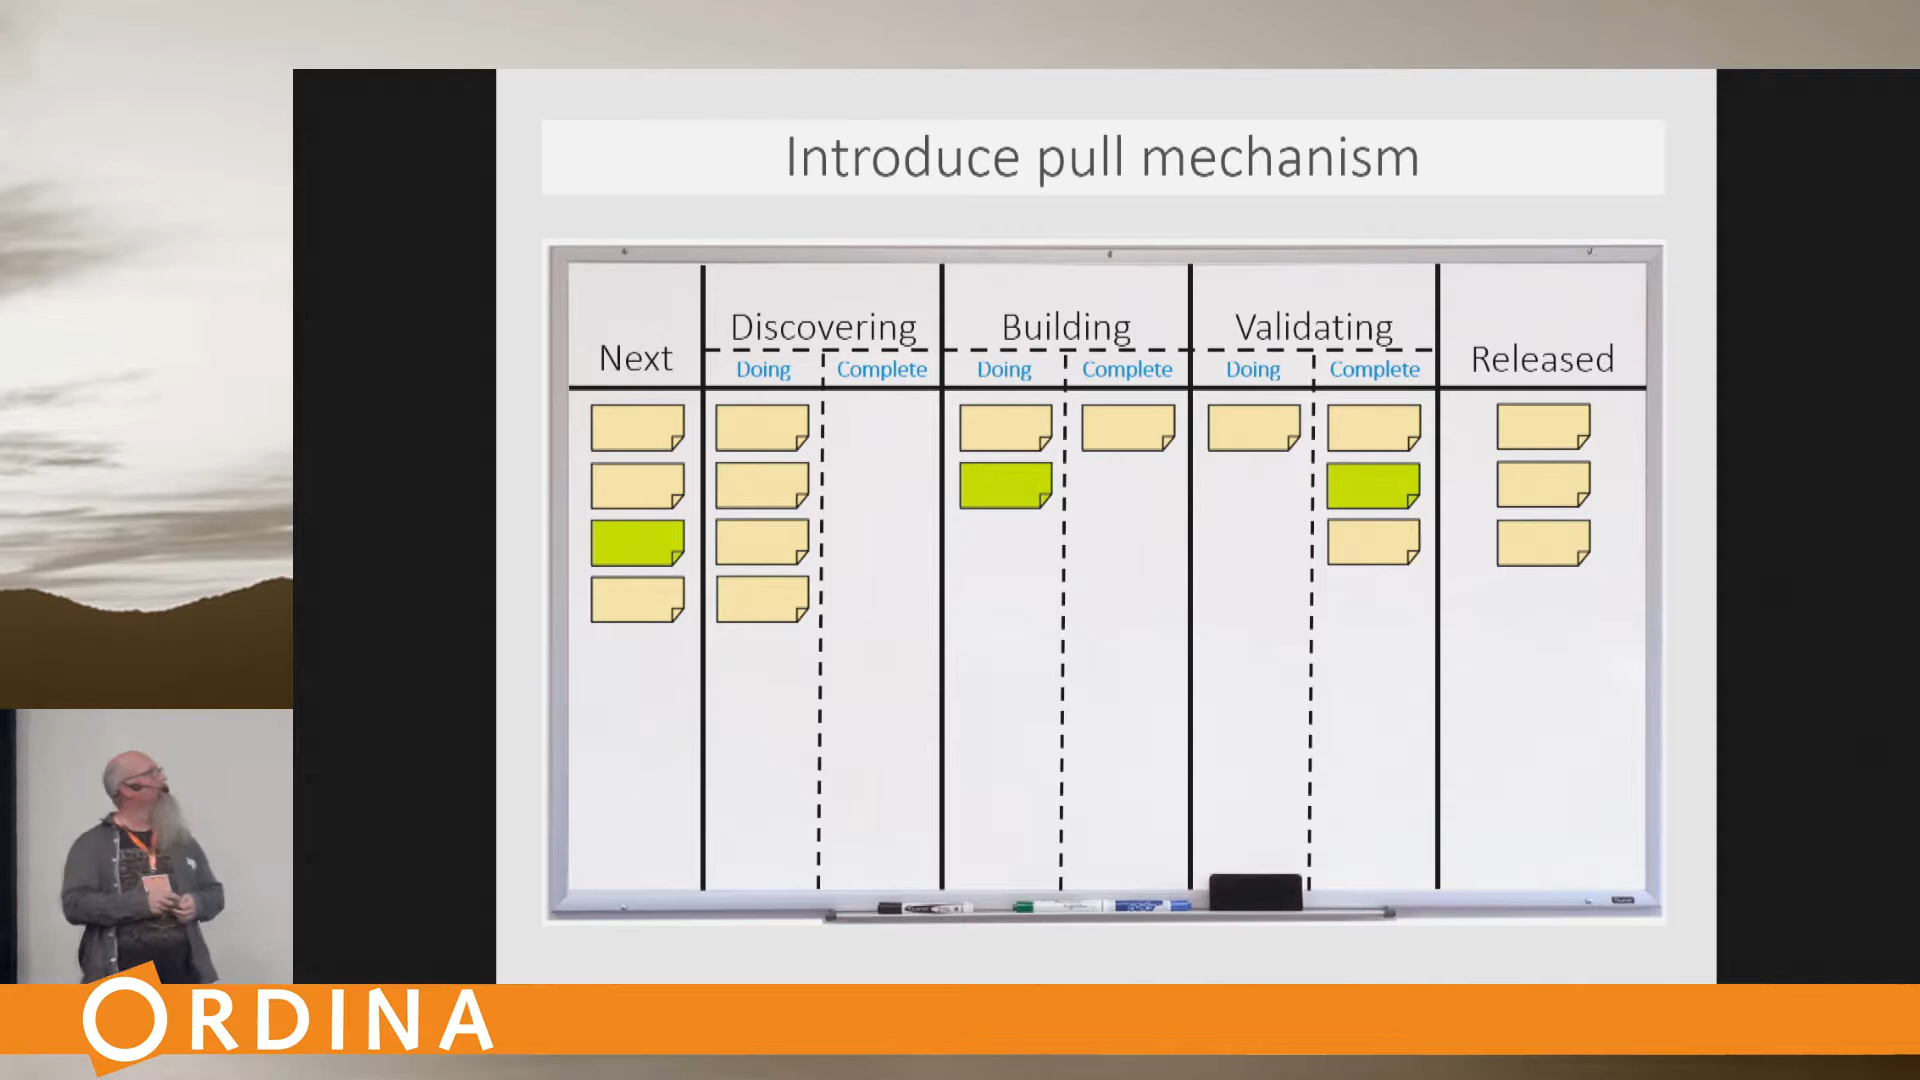 Introduce pull mechanism
Next
Discovering
Doing
Complete
Building
Doing
Complete
Validating
Doing
Complete
Released
ORDINA